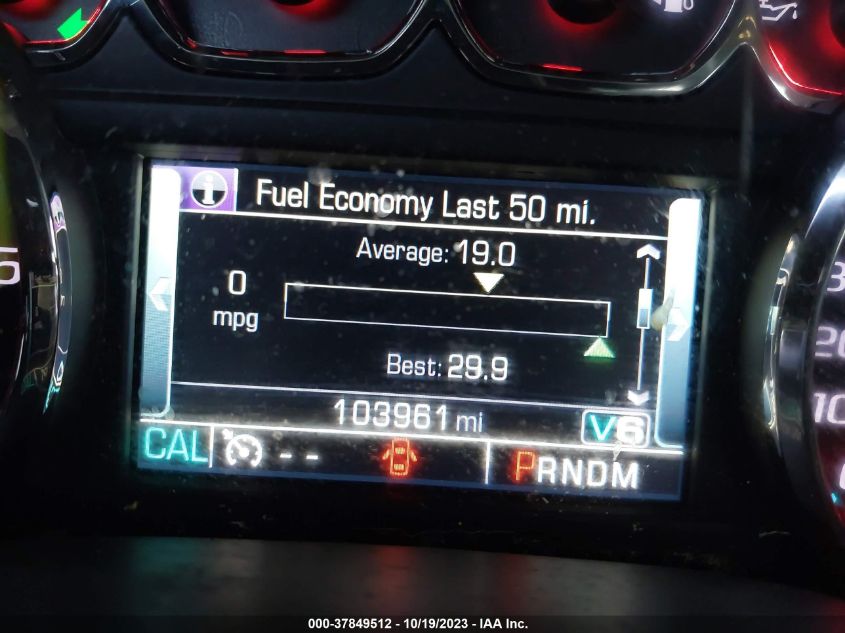 Fuel Economy Last 50 mi.
Average: 19.0
0
mpg
Best: 29.9
103961 mi
V6
CAL -- PRNDM
000-37849512 - 10/19/2023 - IAA Inc.